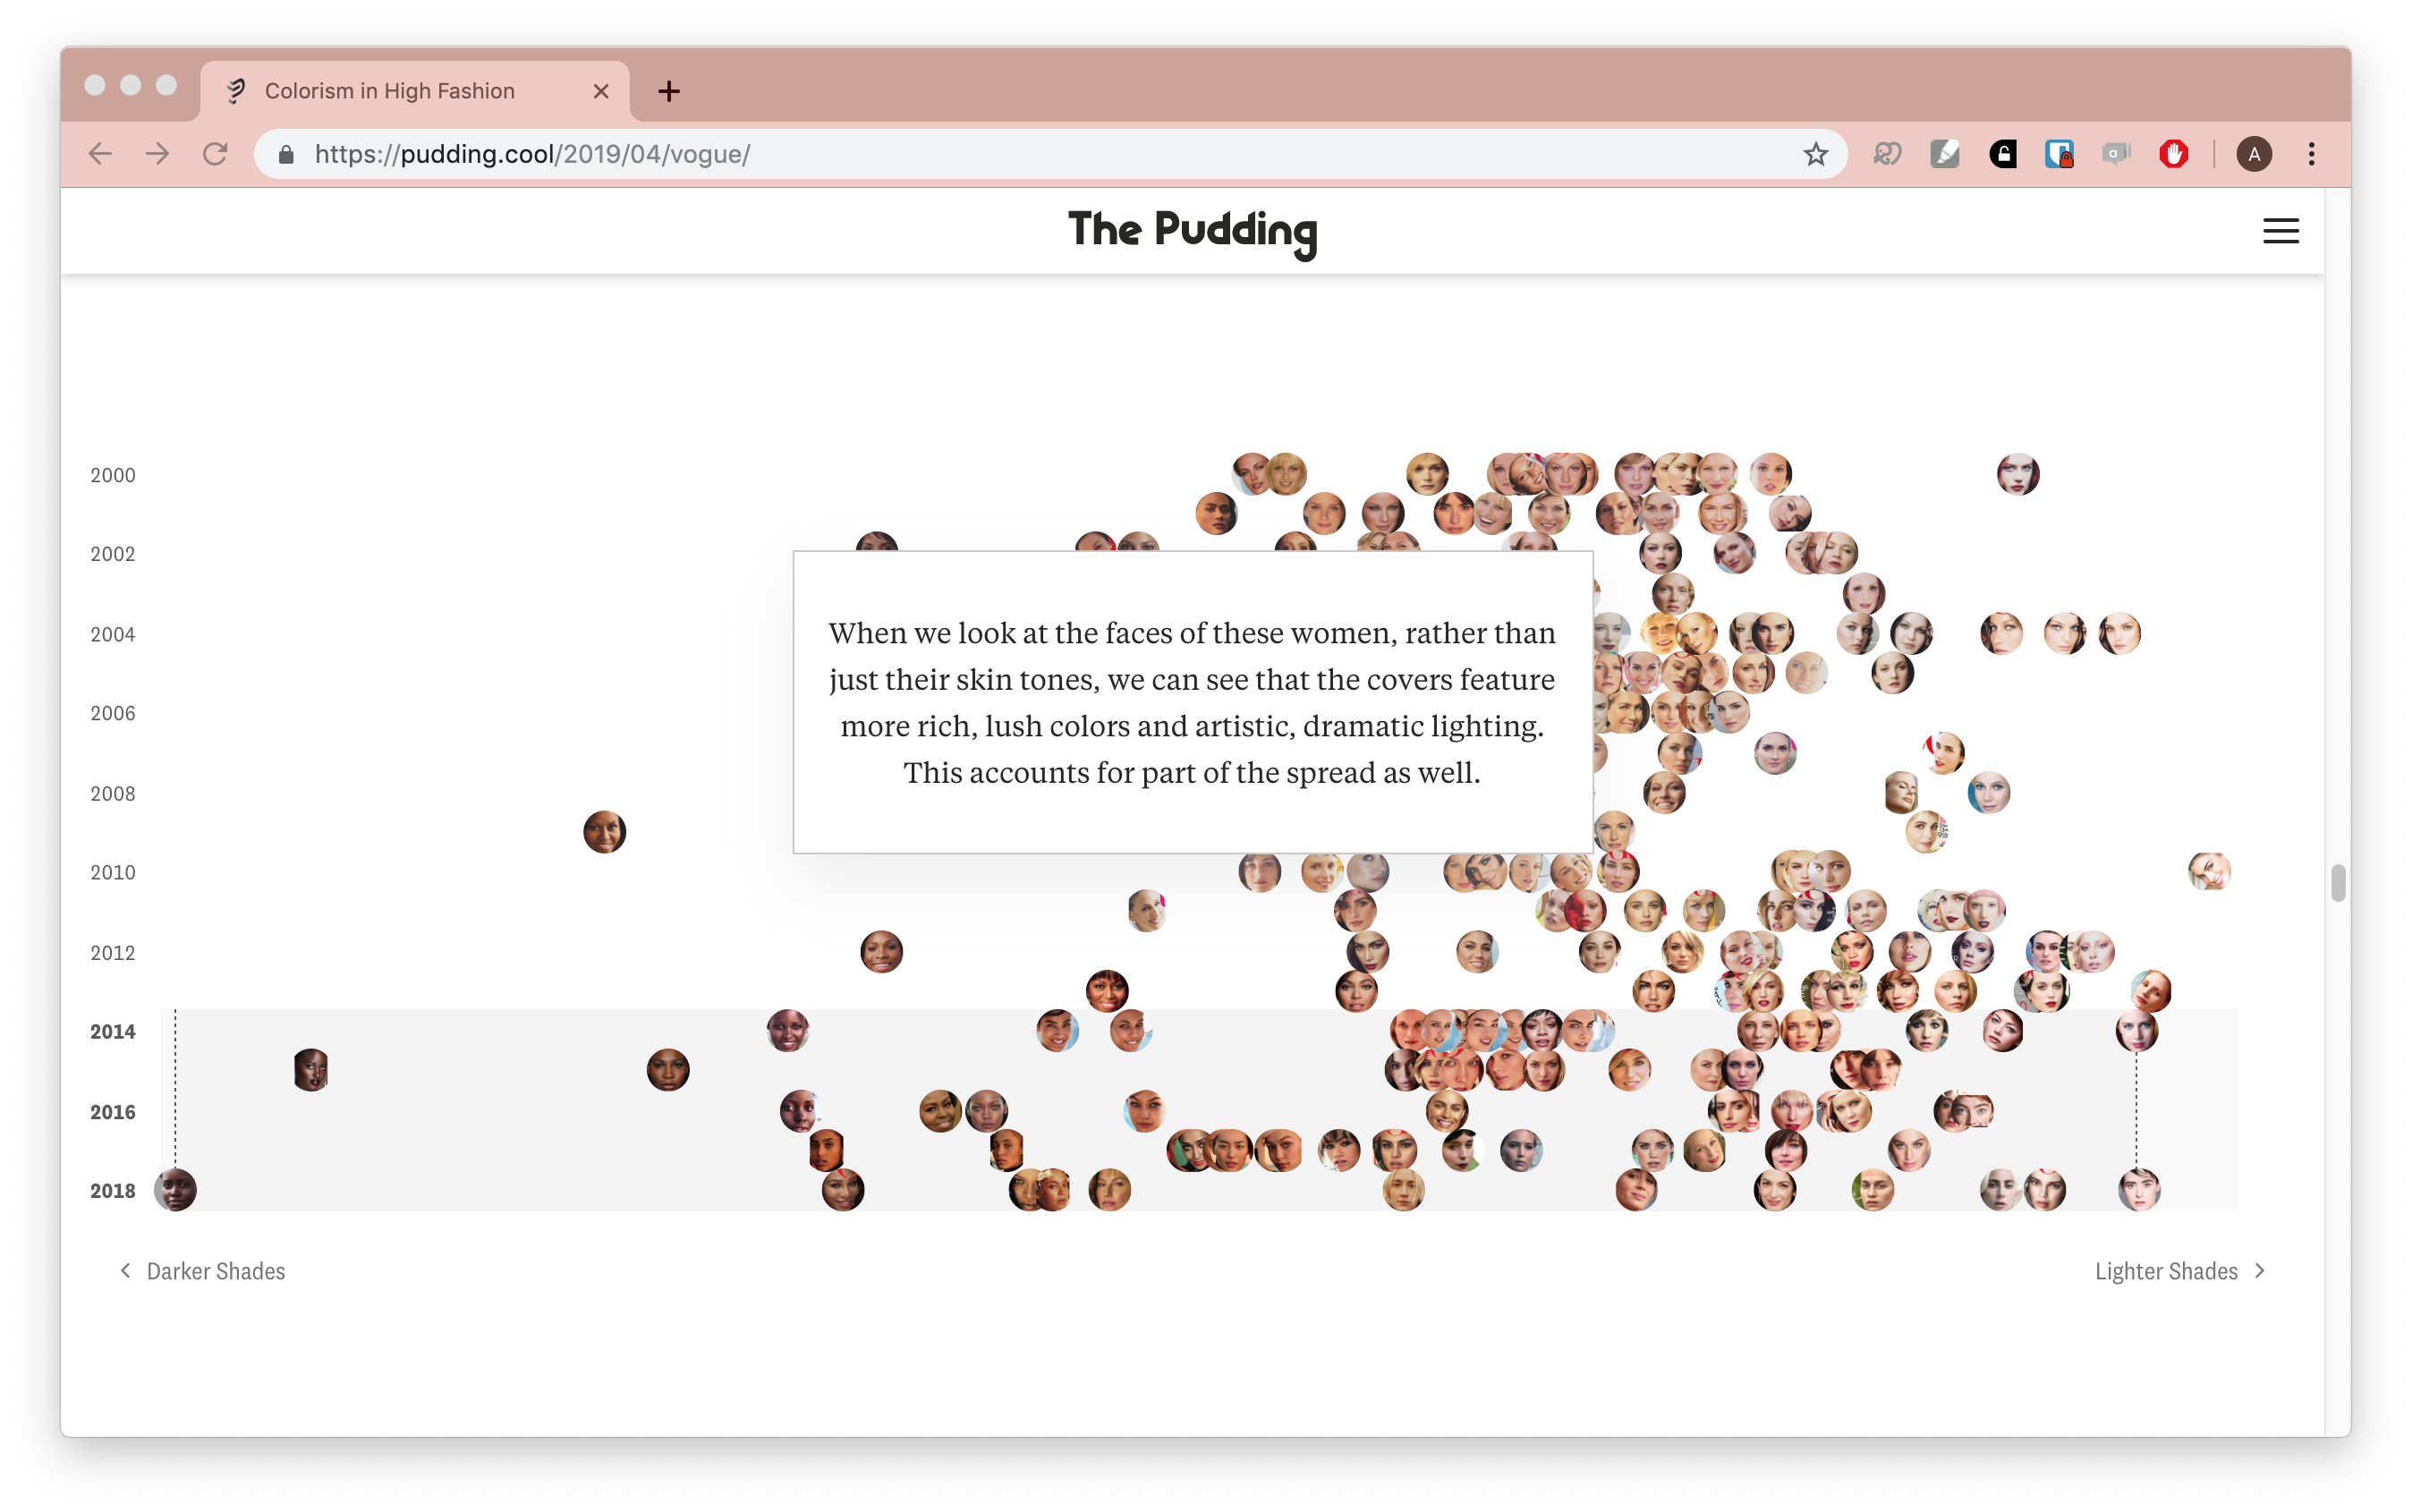 Colorism in High Fashion
https://pudding.cool/2019/04/vogue/
A
The Pudding
2000
2002
2004
2006
2008
2010
2012
2014
2016
2018
When we look at the faces of these women, rather than
just their skin tones, we can see that the covers feature
more rich, lush colors and artistic, dramatic lighting.
This accounts for part of the spread as well.
Darker Shades
Lighter Shades